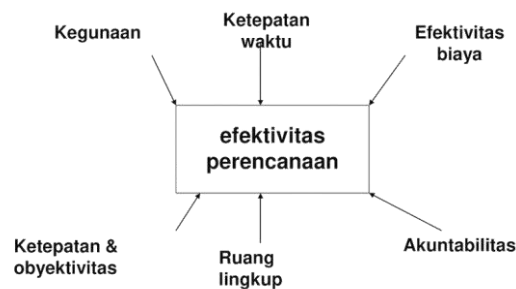 Kegunaan
Ketepatan
waktu
Efektivitas
biaya
efektivitas
perencanaan
Ketepatan &
obyektivitas
Ruang
lingkup
Akuntabilitas